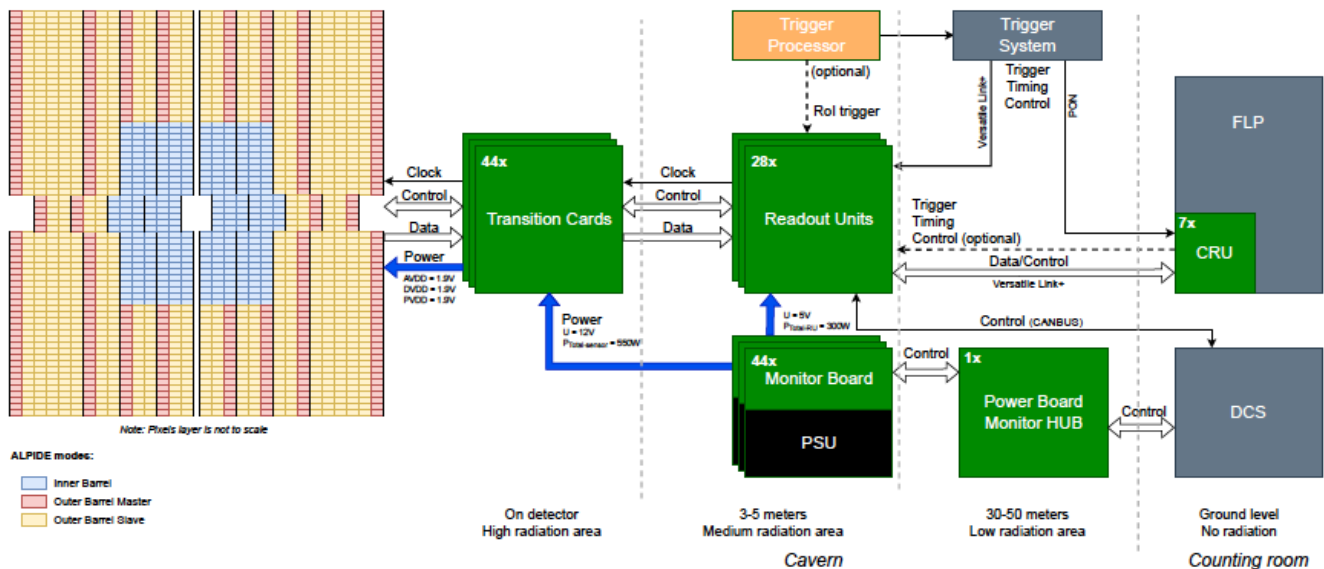 Trigger
Processor
Trigger
System
(optional)
Trigger
Timing
Control
Versatile Link+
PON
RoI trigger
FLP
44x
Transition Cards
28x
Readout Units
Clock
Control
Data
Power
AVDD = 1.9V
DVDD = 1.9V
PVDD = 1.9V
Clock
Control
Data
Trigger
Timing
Control (optional)
7x
CRU
Data/Control
Versatile Link+
Power
U = 12V
PTotal-sensor = 550W
U = 5V
PTotal-RU = 300W
Control (CANBUS)
44x
Monitor Board
PSU
Control
1x
Power Board
Monitor HUB
Control
DCS
Note: Pixels layer is not to scale
ALPIDE modes:
Inner Barrel
Outer Barrel Master
Outer Barrel Slave
On detector
High radiation area
3-5 meters
Medium radiation area
30-50 meters
Low radiation area
Ground level
No radiation
Cavern
Counting room